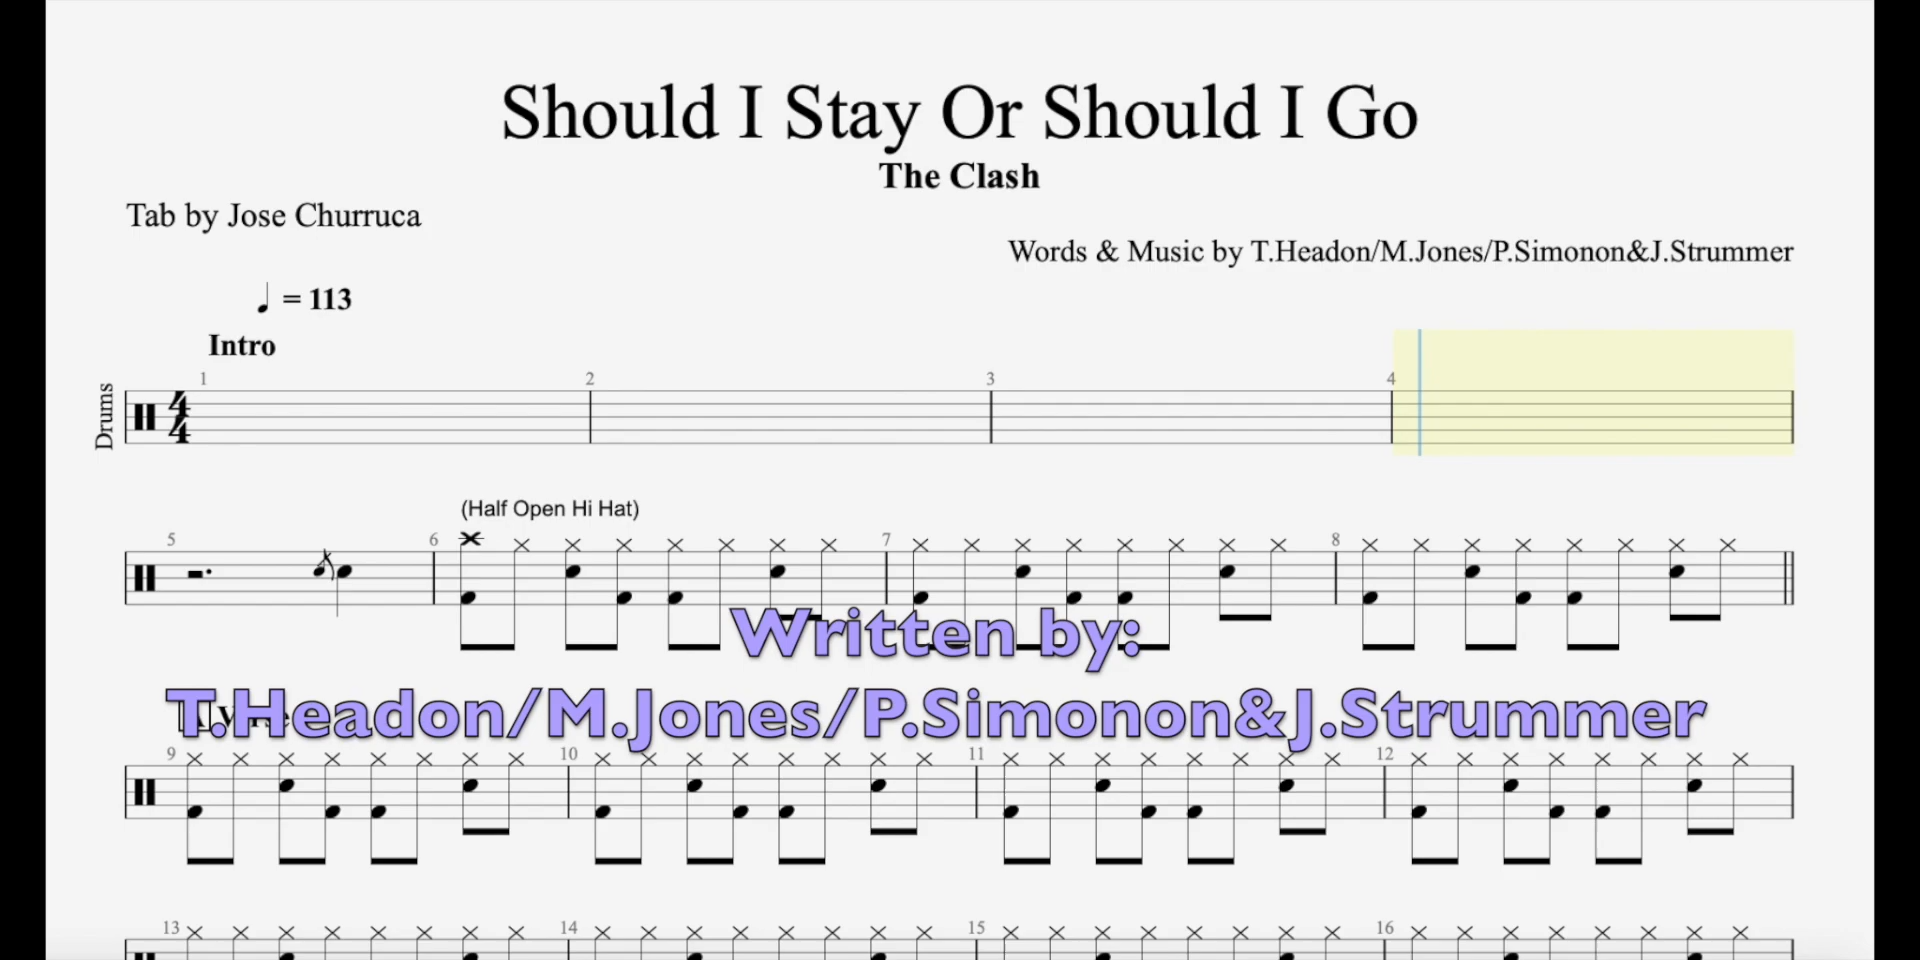 Should I Stay Or Should I Go
The Clash
Tab by Jose Churruca
Words & Music by T.Headon/M.Jones/P.Simonon&J.Strummer
= 113
Intro
1 2 3 4
Drums
4
4
(Half Open Hi Hat)
5 6 7 8
Written by:
T.Headon/M.Jones/P.Simonon&J.Strummer
9 10 11 12
13 14 15 16